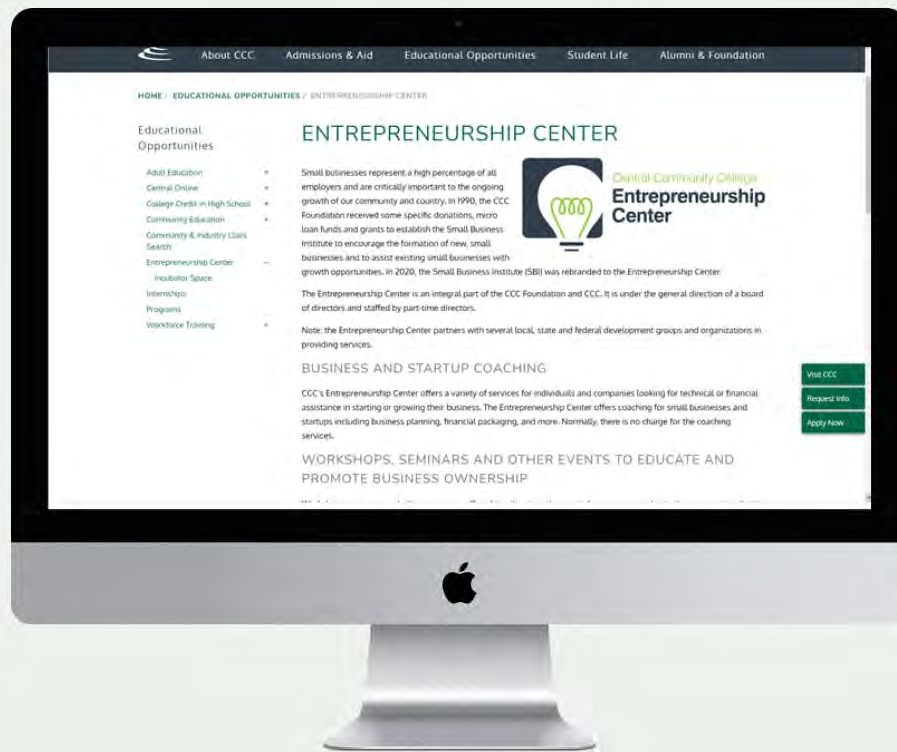 About CCC Admissions & Aid Educational Opportunities Student Life Alumni & Foundation
HOME / EDUCATIONAL OPPORTUNITIES / ENTREPRENEURSHIP CENTER
Educational
Opportunities
Adult Education +
Central Online +
College Credit in High School +
Community Education +
Community & Industry Class
Search
Entrepreneurship Center –
Incubator Space
Internships
Programs
Workforce Training +
ENTREPRENEURSHIP CENTER
Small businesses represent a high percentage of all
employers and are critically important to the ongoing
growth of our community and country. In 1990, the CCC
Foundation received some specific donations, micro
loan funds and grants to establish the Small Business
Institute to encourage the formation of new, small
businesses and to assist existing small businesses with
growth opportunities. In 2020, the Small Business Institute (SBI) was rebranded to the Entrepreneurship Center.
Central Community College
Entrepreneurship
Center
The Entrepreneurship Center is an integral part of the CCC Foundation and CCC. It is under the general direction of a board
of directors and staffed by part-time directors.
Note: the Entrepreneurship Center partners with several local, state and federal development groups and organizations in
providing services.
BUSINESS AND STARTUP COACHING
CCC's Entrepreneurship Center offers a variety of services for individuals and companies looking for technical or financial
assistance in starting or growing their business. The Entrepreneurship Center offers coaching for small businesses and
startups including business planning, financial packaging, and more. Normally, there is no charge for the coaching
services.
WORKSHOPS, SEMINARS AND OTHER EVENTS TO EDUCATE AND
PROMOTE BUSINESS OWNERSHIP
Visit CCC
Request Info
Apply Now